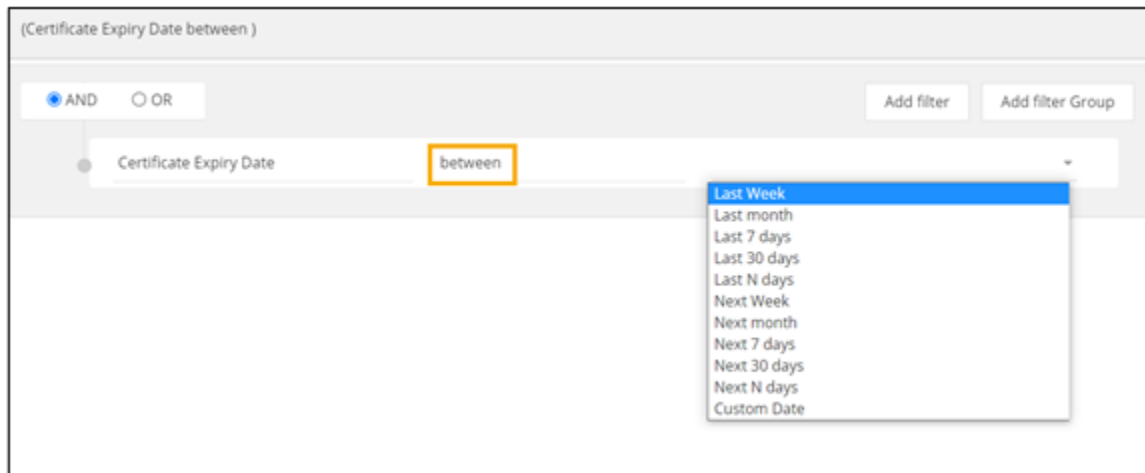 (Certificate Expiry Date between )
AND OR Add filter Add filter Group
Certificate Expiry Date between
Last Week
Last month
Last 7 days
Last 30 days
Last N days
Next Week
Next month
Next 7 days
Next 30 days
Next N days
Custom Date